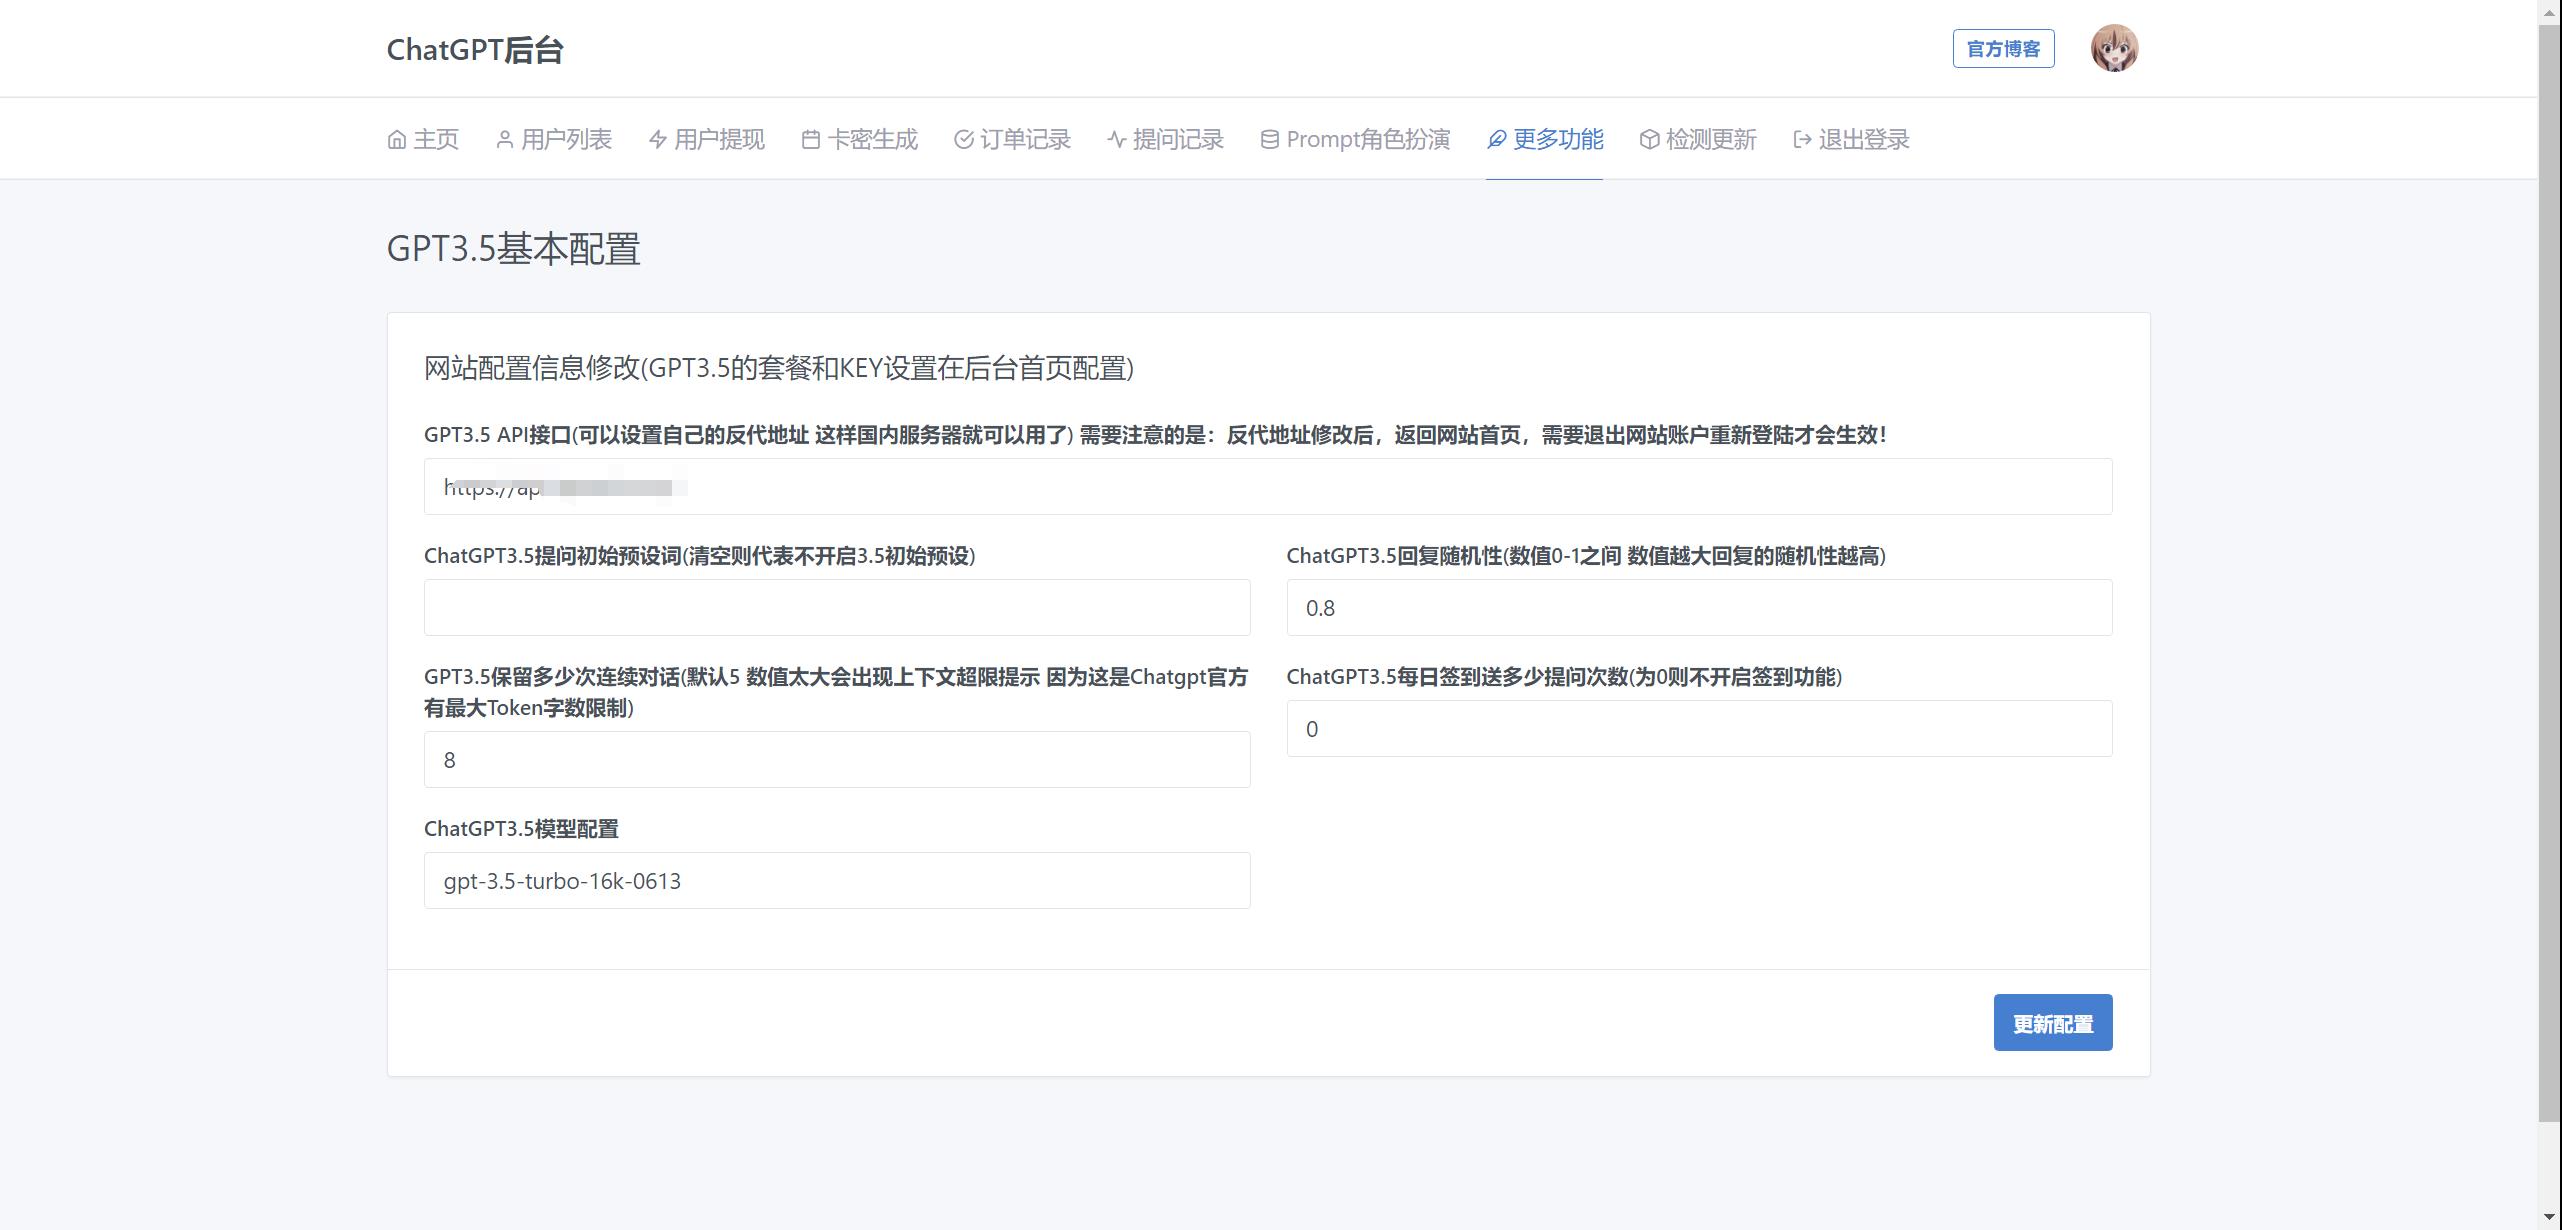 ChatGPT后台
官方博客
主页 用户列表 用户提现 卡密生成 订单记录 提问记录 Prompt角色扮演 更多功能 检测更新 退出登录
GPT3.5基本配置
网站配置信息修改(GPT3.5的套餐和KEY设置在后台首页配置)
GPT3.5 API接口(可以设置自己的反代地址 这样国内服务器就可以用了) 需要注意的是：反代地址修改后，返回网站首页，需要退出网站账户重新登陆才会生效！
https://ap
ChatGPT3.5提问初始预设词(清空则代表不开启3.5初始预设)
ChatGPT3.5回复随机性(数值0-1之间 数值越大回复的随机性越高)
0.8
GPT3.5保留多少次连续对话(默认5 数值太大会出现上下文超限提示 因为这是Chatgpt官方
有最大Token字数限制)
8
ChatGPT3.5每日签到送多少提问次数(为0则不开启签到功能)
0
ChatGPT3.5模型配置
gpt-3.5-turbo-16k-0613
更新配置